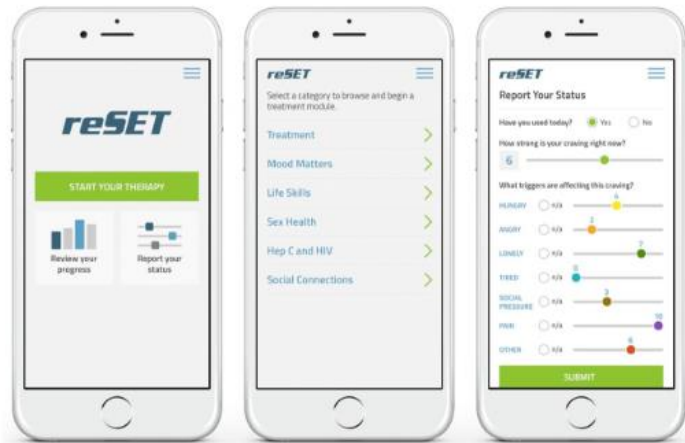 reSET
START YOUR THERAPY
Review your
progress
Report your
status
reSET
Select a category to browse and begin a
treatment module.
Treatment
Mood Matters
Life Skills
Sex Health
Hep C and HIV
Social Connections
reSET
Report Your Status
Have you used today? Yes No
How strong is your craving right now?
6
What triggers are affecting this craving?
HUNGRY n/a
ANGRY n/a 2
LONELY n/a 7
TIRED n/a 0
SOCIAL
PRESSURE n/a 3
PAIN n/a 10
OTHER n/a 6
SUBMIT